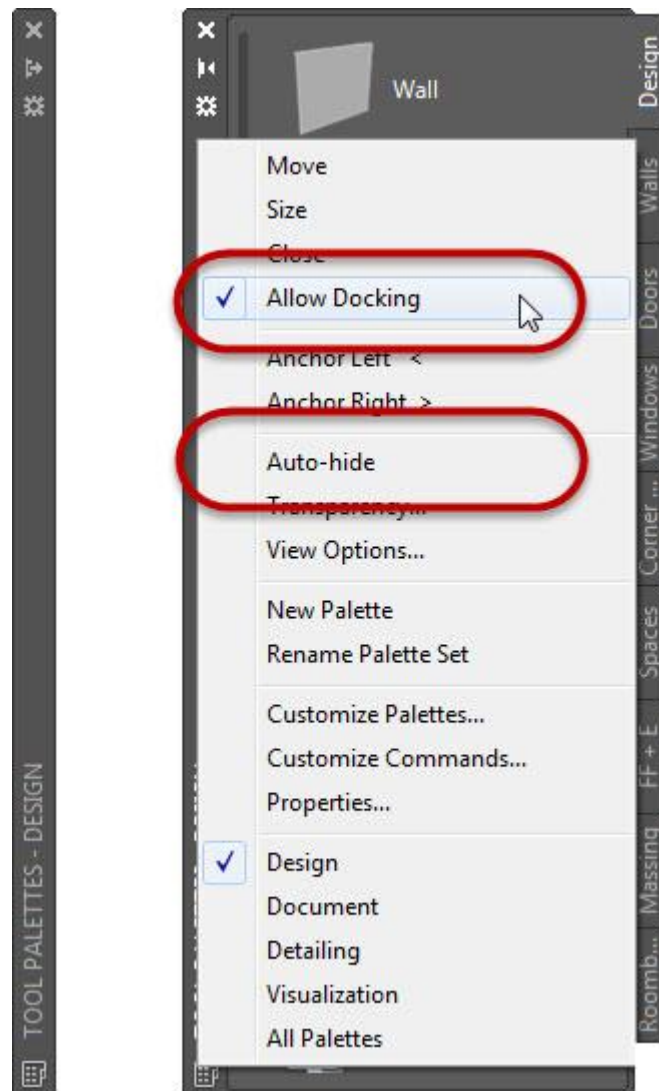 TOOL PALETTES - DESIGN
Wall
Move
Size
Close
Allow Docking
Anchor Left <
Anchor Right >
Auto-hide
Transparency...
View Options...
New Palette
Rename Palette Set
Customize Palettes...
Customize Commands...
Properties...
Design
Document
Detailing
Visualization
All Palettes
Design
Walls
Doors
Windows
Corner ...
Spaces
FF + E
Massing
Roomb...